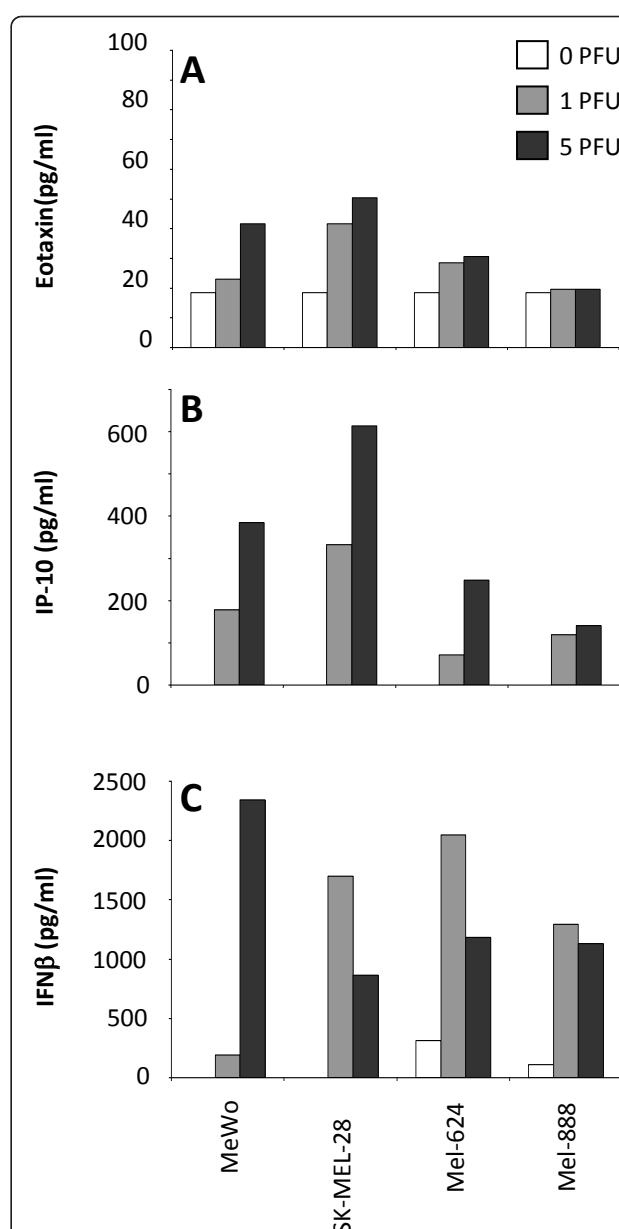 A
0 PFU
1 PFU
5 PFU
Eotaxin(pg/ml)
100
80
60
40
20
0
B
IP-10 (pg/ml)
600
400
200
0
C
IFNβ (pg/ml)
2500
2000
1500
1000
500
0
MeWo
SK-MEL-28
Mel-624
Mel-888